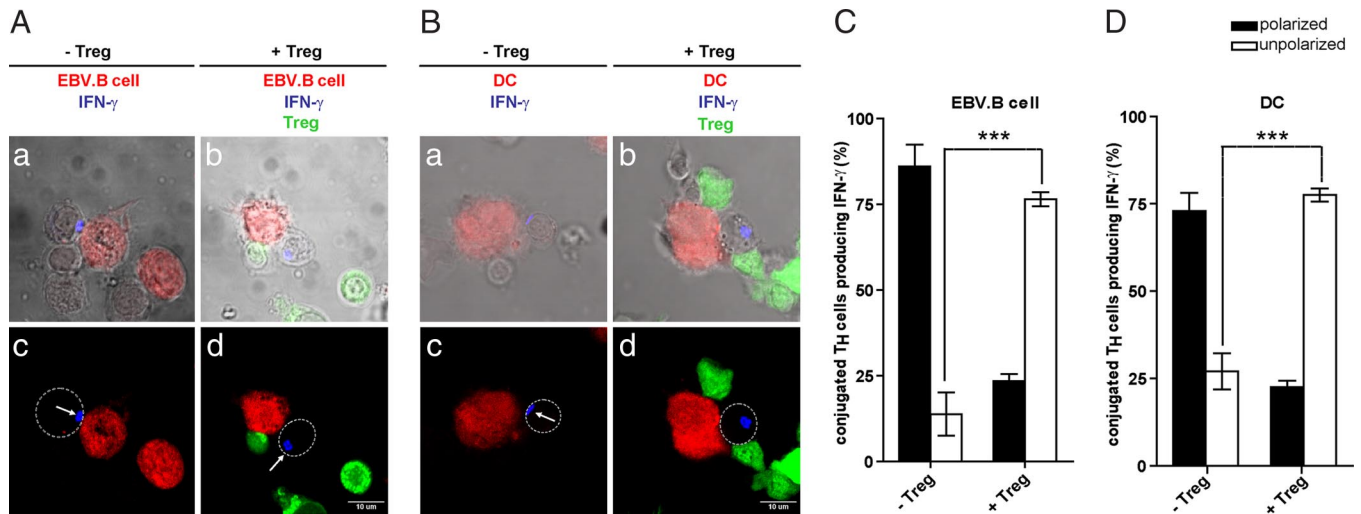 A
- Treg
+ Treg
EBV.B cell
IFN-γ
EBV.B cell
IFN-γ
Treg
a
b
c
d
10 um
B
- Treg
+ Treg
DC
IFN-γ
DC
IFN-γ
Treg
a
b
c
d
10 um
C
EBV.B cell
***
conjugated TH cells producing IFN-γ (%)
100
75
50
25
0
- Treg
+ Treg
D
polarized
unpolarized
DC
***
conjugated TH cells producing IFN-γ (%)
100
75
50
25
0
- Treg
+ Treg